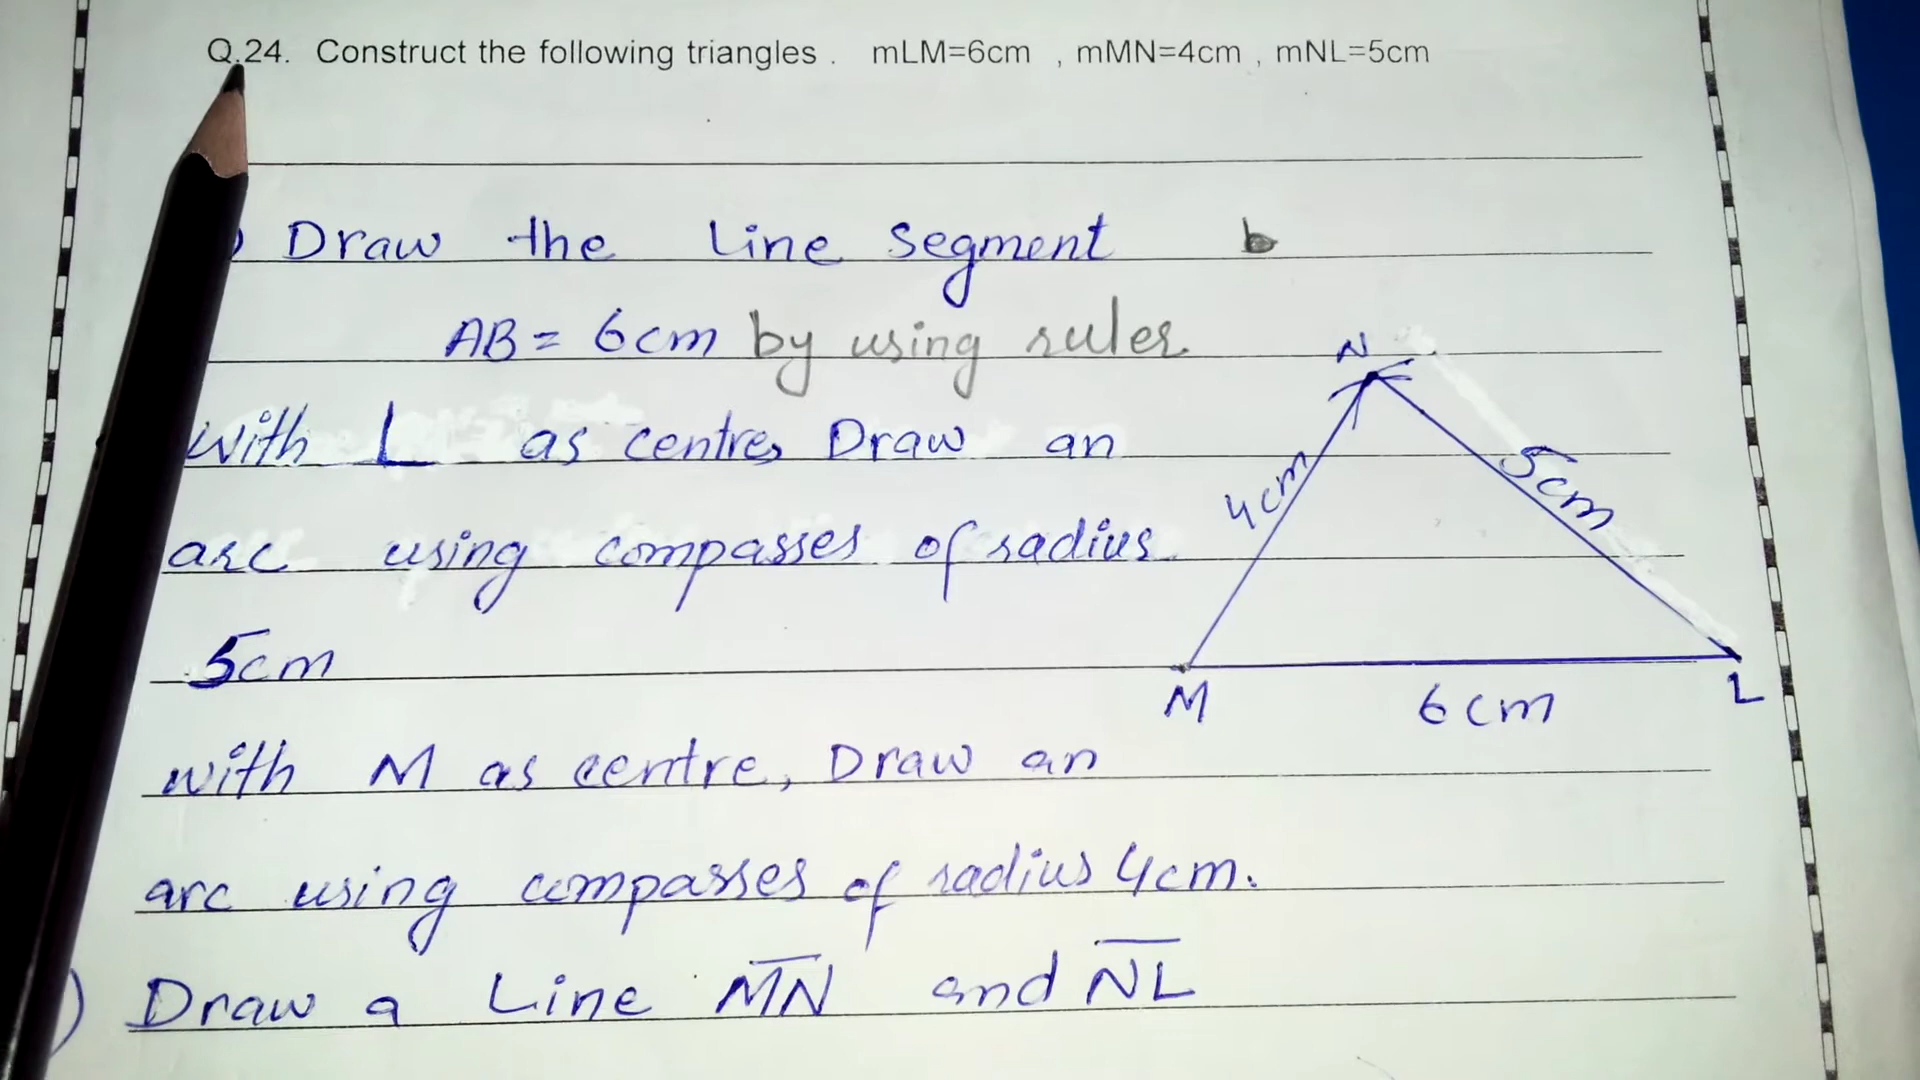 Q.24. Construct the following triangles . mLM=6cm , mMN=4cm , mNL=5cm
) Draw the Line segment b
AB = 6cm by using ruler
with L as centre, Draw an
arc using compasses of radius
5cm
with M as centre, Draw an
arc using compasses of radius 4cm.
) Draw a Line MN and NL
N
4cm
5cm
M
6cm
L